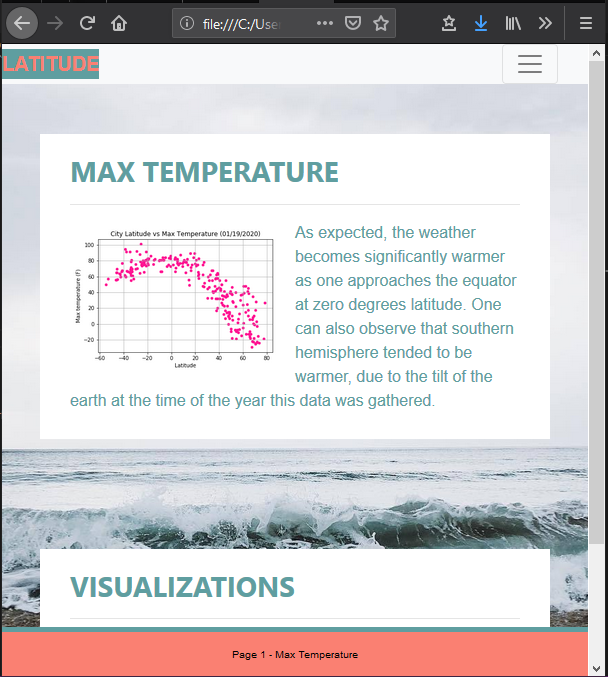 file:///C:/Use
LATITUDE
MAX TEMPERATURE
City Latitude vs Max Temperature (01/19/2020)
Max temperature (F)
100
80
60
40
20
0
−20
−60 −40 −20 0 20 40 60 80
Latitude
As expected, the weather
becomes significantly warmer
as one approaches the equator
at zero degrees latitude. One
can also observe that southern
hemisphere tended to be
warmer, due to the tilt of the
earth at the time of the year this data was gathered.
VISUALIZATIONS
Page 1 - Max Temperature